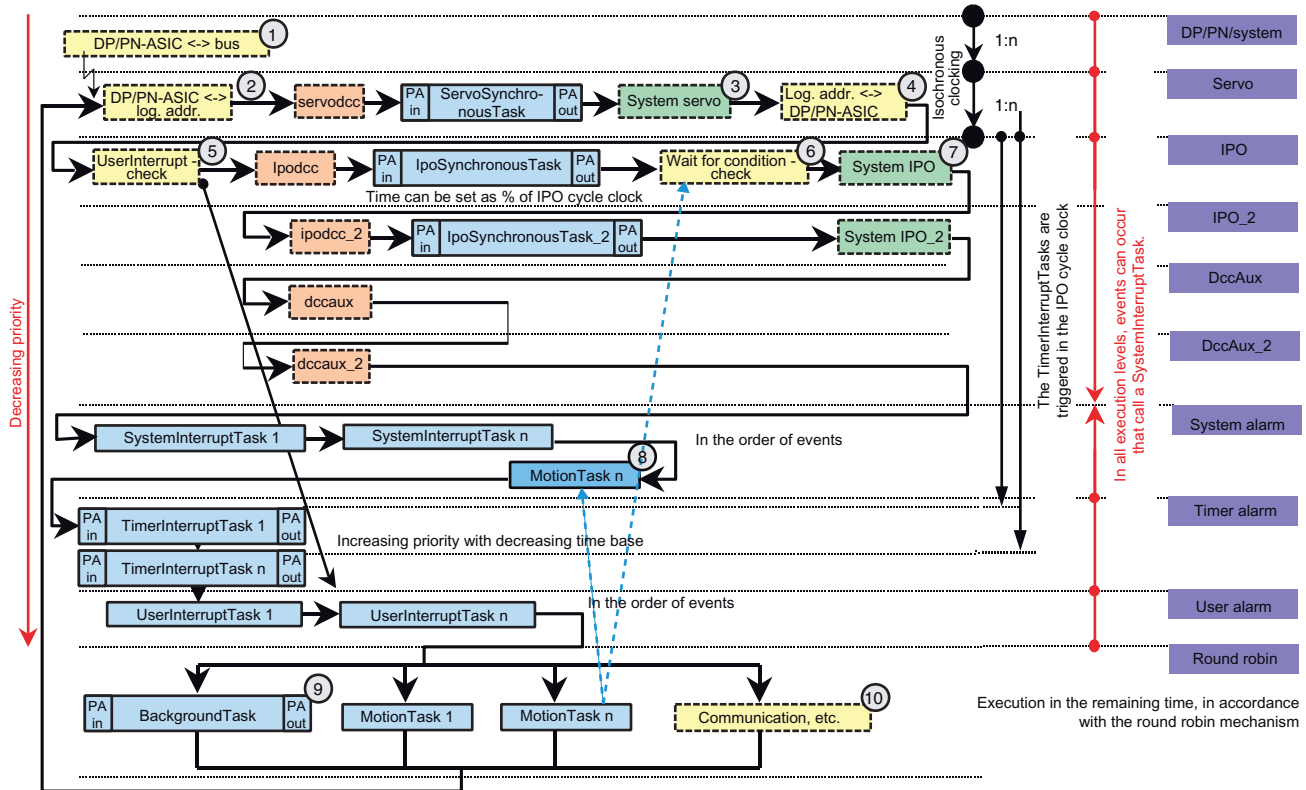 DP/PN-ASIC <-> bus
1
1:n
DP/PN/system
DP/PN-ASIC <->
log. addr.
2
servodcc
PA
in
ServoSynchro-
nousTask
PA
out
System servo
3
Log. addr. <->
DP/PN-ASIC
4
Isochronous
clocking
1:n
Servo
UserInterrupt -
check
5
Ipodcc
PA
in
IpoSynchronousTask
PA
out
Wait for condition -
check
6
System IPO
7
IPO
Time can be set as % of IPO cycle clock
ipodcc_2
PA
in
IpoSynchronousTask_2
PA
out
System IPO_2
IPO_2
dccaux
DccAux
dccaux_2
DccAux_2
Decreasing priority
The TimerInterruptTasks are
triggered in the IPO cycle clock
In all execution levels, events can occur
that call a SystemInterruptTask.
SystemInterruptTask 1
SystemInterruptTask n
In the order of events
System alarm
MotionTask n
8
PA
in
TimerInterruptTask 1
PA
out
Timer alarm
Increasing priority with decreasing time base
PA
in
TimerInterruptTask n
PA
out
UserInterruptTask 1
UserInterruptTask n
In the order of events
User alarm
Round robin
PA
in
BackgroundTask
PA
out
9
MotionTask 1
MotionTask n
Communication, etc.
10
Execution in the remaining time, in accordance
with the round robin mechanism